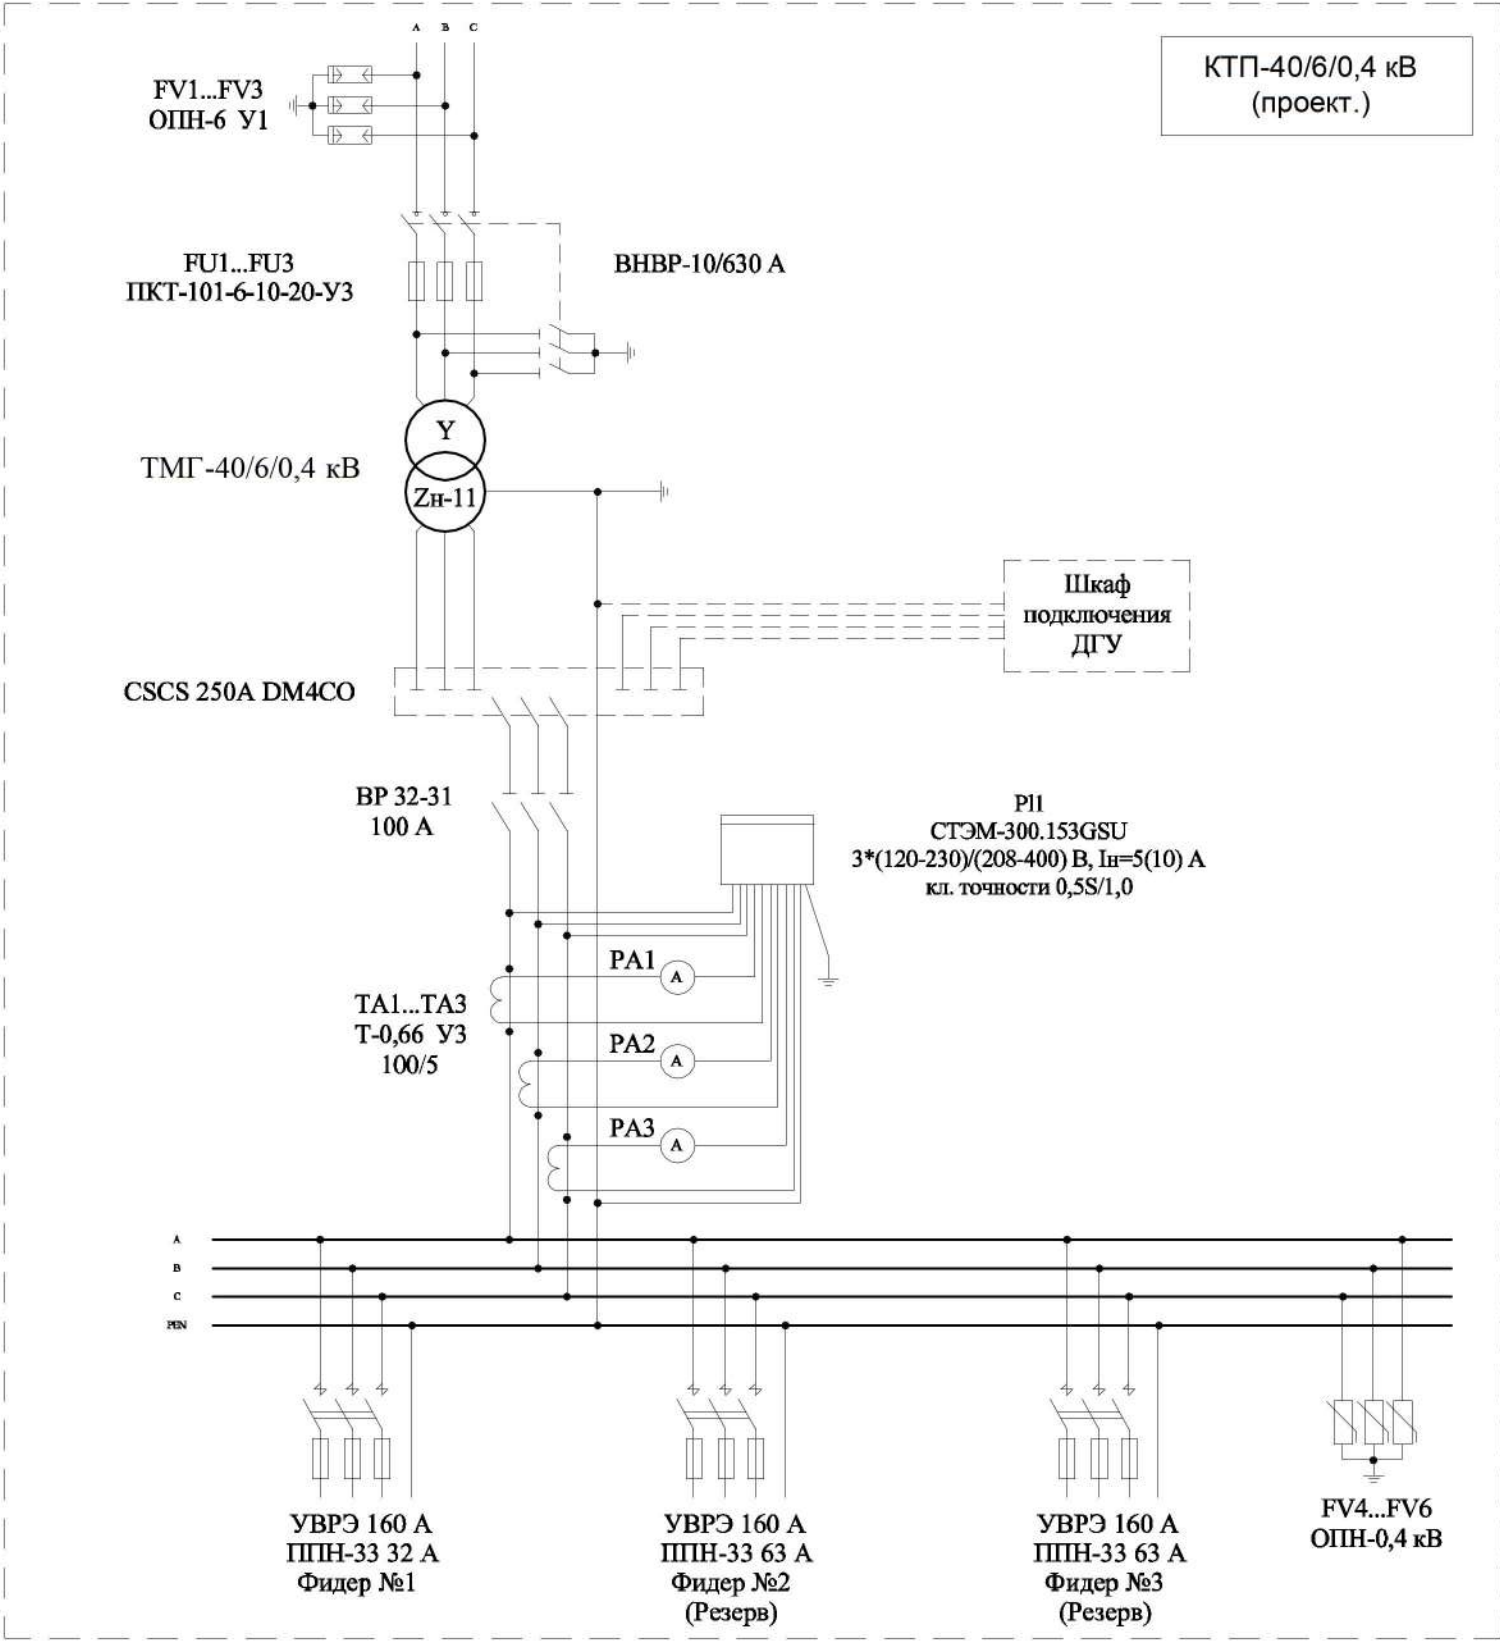 A B C
КТП-40/6/0,4 кВ
(проект.)
FV1...FV3
ОПН-6 У1
FU1...FU3
ПКТ-101-6-10-20-У3
ВНВР-10/630 А
Y
ТМГ-40/6/0,4 кВ
Zн-11
Шкаф
подключения
ДГУ
CSCS 250A DM4CO
ВР 32-31
100 А
PI1
СТЭМ-300.153GSU
3*(120-230)/(208-400) В, Iн=5(10) А
кл. точности 0,5S/1,0
PA1
A
TA1...TA3
Т-0,66 У3
100/5
PA2
A
PA3
A
A
B
C
PEN
УВРЭ 160 А
ППН-33 32 А
Фидер №1
УВРЭ 160 А
ППН-33 63 А
Фидер №2
(Резерв)
УВРЭ 160 А
ППН-33 63 А
Фидер №3
(Резерв)
FV4...FV6
ОПН-0,4 кВ